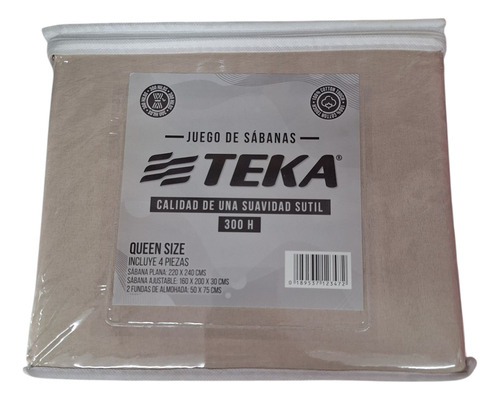 JUEGO DE SÁBANAS
TEKA®
CALIDAD DE UNA SUAVIDAD SUTIL
300 H
QUEEN SIZE
INCLUYE 4 PIEZAS
SÁBANA PLANA: 220 X 240 CMS
SÁBANA AJUSTABLE: 160 X 200 X 30 CMS
2 FUNDAS DE ALMOHADA: 50 X 75 CMS